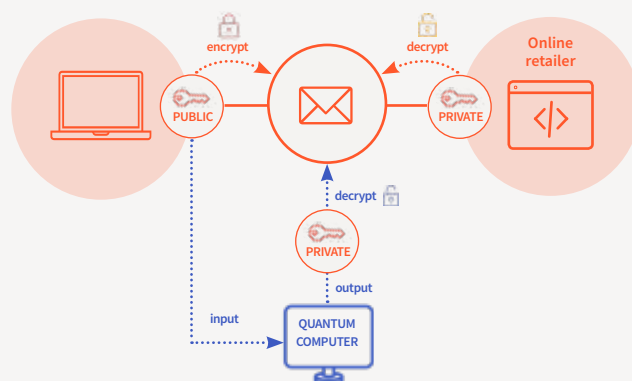 encrypt
decrypt
Online
retailer
PUBLIC
</>
PRIVATE
decrypt
PRIVATE
output
input
QUANTUM
COMPUTER